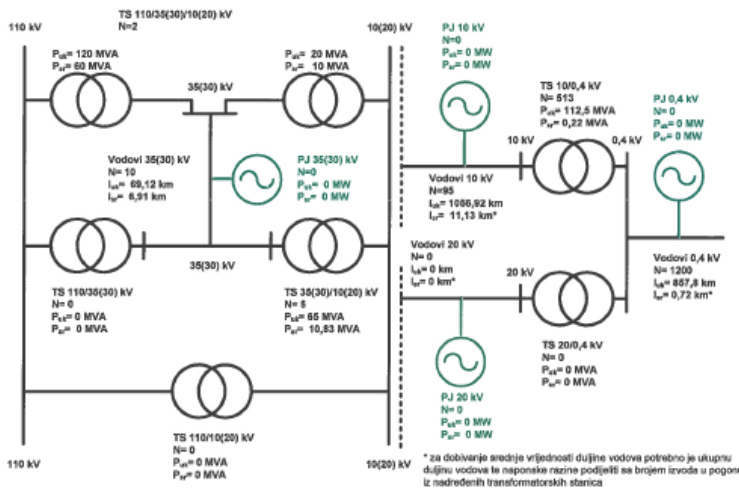 TS 110/35(30)/10(20) kV
N=2
110 kV
10(20) kV
Puk= 120 MVA
Psr= 60 MVA
35(30) kV
Puk= 20 MVA
Psr= 10 MVA
Vodovi 35(30) kV
N= 10
luk= 69,12 km
lsr= 6,91 km
PJ 35(30) kV
N=0
Puk= 0 MW
Psr= 0 MW
35(30) kV
TS 110/35(30) kV
N= 0
Puk= 0 MVA
Psr= 0 MVA
TS 35(30)/10(20) kV
N= 5
Puk= 65 MVA
Psr= 10,83 MVA
TS 110/10(20) kV
N= 0
Puk= 0 MVA
Psr= 0 MVA
110 kV
10(20) kV
PJ 10 kV
N=0
Puk= 0 MW
Psr= 0 MW
TS 10/0,4 kV
N= 513
Puk= 112,5 MVA
Psr= 0,22 MVA
PJ 0,4 kV
N= 0
Puk= 0 MW
Psr= 0 MW
10 kV
0,4 kV
Vodovi 10 kV
N=95
luk= 1056,92 km
lsr= 11,13 km*
Vodovi 20 kV
N= 0
luk= 0 km
lsr= 0 km*
20 kV
Vodovi 0,4 kV
N= 1200
luk= 857,8 km
lsr= 0,72 km*
TS 20/0,4 kV
N= 0
Puk= 0 MVA
Psr= 0 MVA
PJ 20 kV
N= 0
Puk= 0 MW
Psr= 0 MW
* za dobivanje srednje vrijednosti duljine vodova potrebno je ukupnu
duljinu vodova te naponske razine podijeliti sa brojem izvoda u pogonu
iz nadređenih transformatorskih stanica